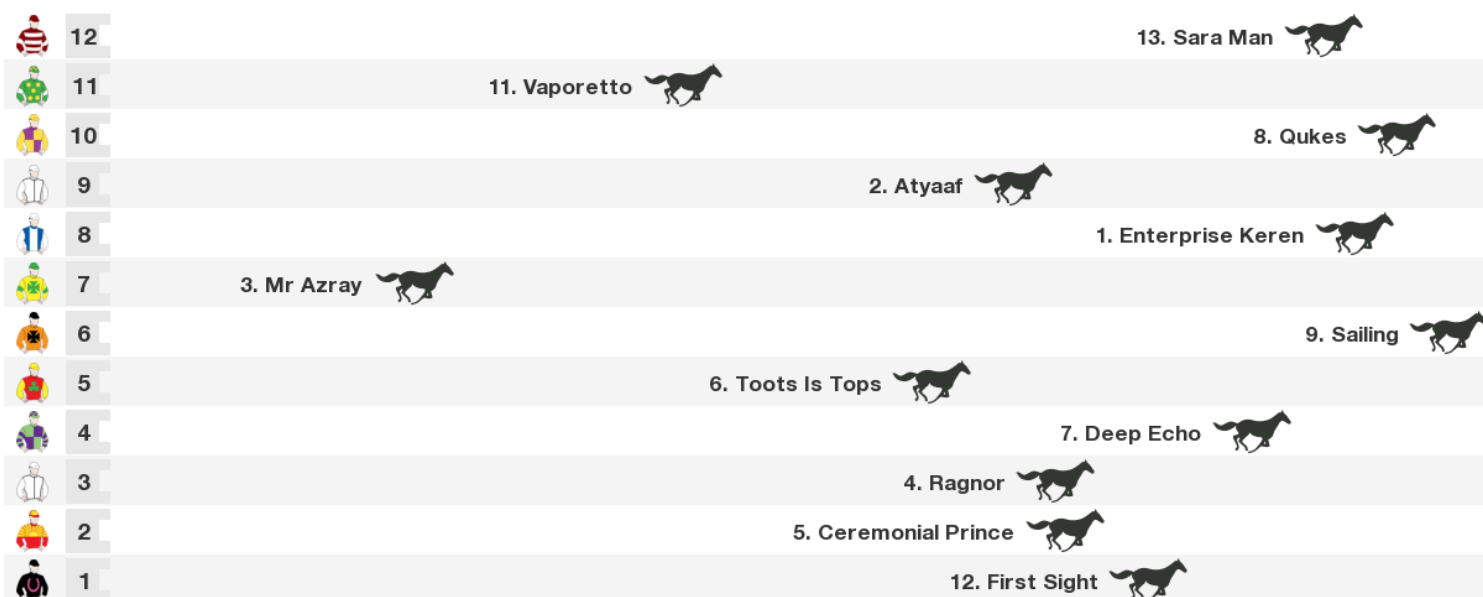 12 13. Sara Man
11 11. Vaporetto
10 8. Qukes
9 2. Atyaaf
8 1. Enterprise Keren
7 3. Mr Azray
6 9. Sailing
5 6. Toots Is Tops
4 7. Deep Echo
3 4. Ragnor
2 5. Ceremonial Prince
1 12. First Sight